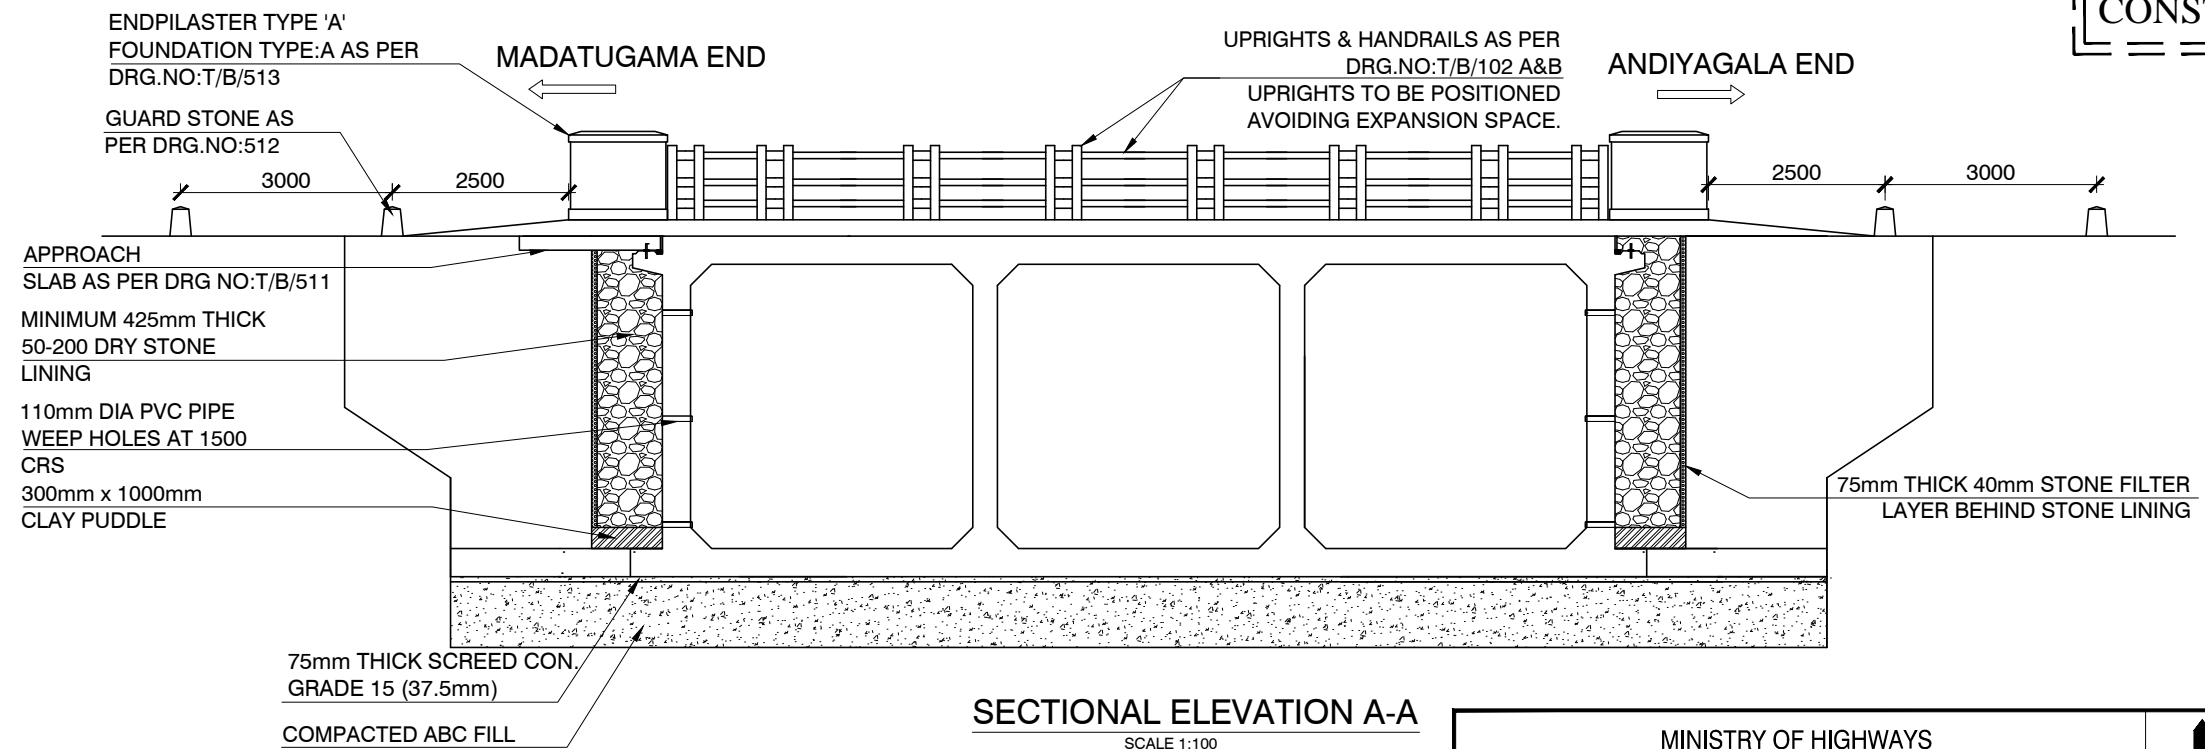 CONST
ENDPILASTER TYPE 'A'
FOUNDATION TYPE:A AS PER
DRG.NO:T/B/513
MADATUGAMA END
UPRIGHTS & HANDRAILS AS PER
DRG.NO:T/B/102 A&B
UPRIGHTS TO BE POSITIONED
AVOIDING EXPANSION SPACE.
ANDIYAGALA END
GUARD STONE AS
PER DRG.NO:512
3000
2500
2500
3000
APPROACH
SLAB AS PER DRG NO:T/B/511
MINIMUM 425mm THICK
50-200 DRY STONE
LINING
110mm DIA PVC PIPE
WEEP HOLES AT 1500
CRS
300mm x 1000mm
CLAY PUDDLE
75mm THICK 40mm STONE FILTER
LAYER BEHIND STONE LINING
75mm THICK SCREED CON.
GRADE 15 (37.5mm)
COMPACTED ABC FILL
SECTIONAL ELEVATION A-A
SCALE 1:100
MINISTRY OF HIGHWAYS